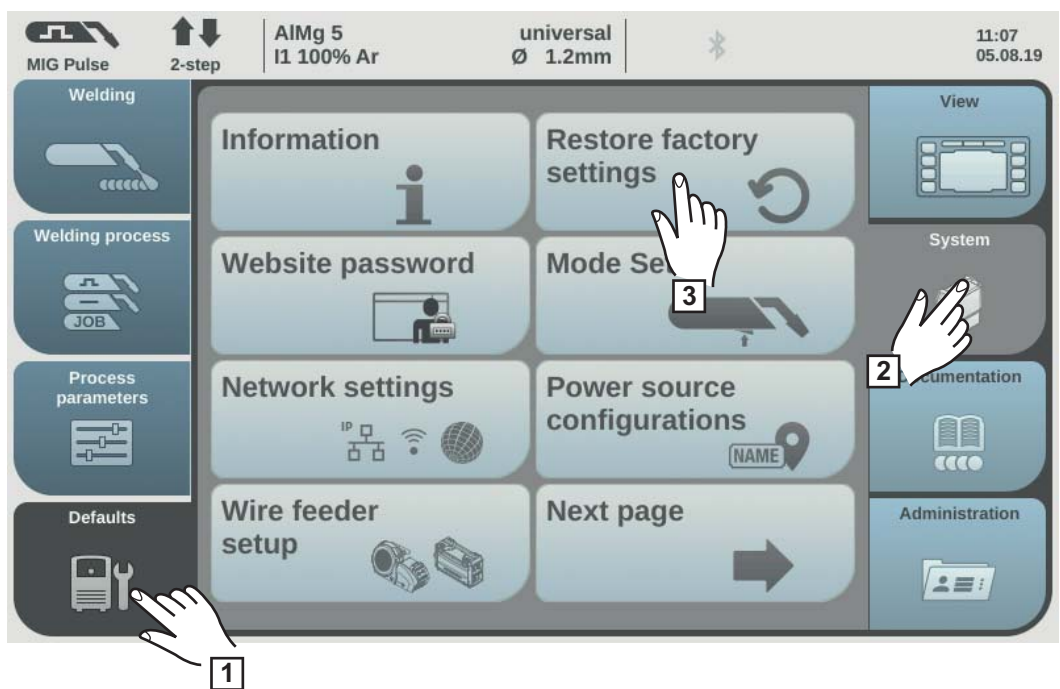 MIG Pulse
2-step
AlMg 5
I1 100% Ar
universal
Ø 1.2mm
11:07
05.08.19
Welding
Welding process
JOB
Process
parameters
Defaults
Information
Restore factory
settings
Website password
Mode Se
Network settings
IP
Power source
configurations
NAME
Wire feeder
setup
Next page
View
System
cumentation
Administration
1
2
3